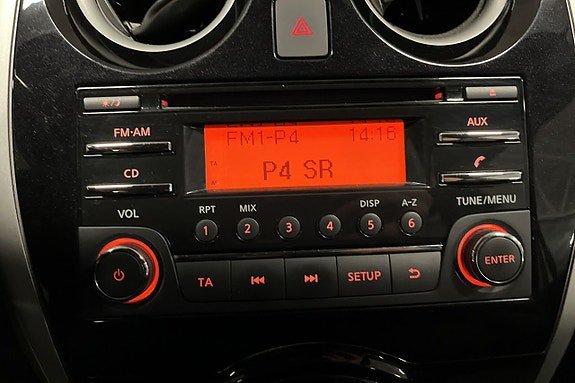 FM·AM
CD
VOL
AUX
TUNE/MENU
FM1-P4 14:16
TA
P4 SR
RPT MIX DISP A-Z
1 2 3 4 5 6
TA SETUP
ENTER